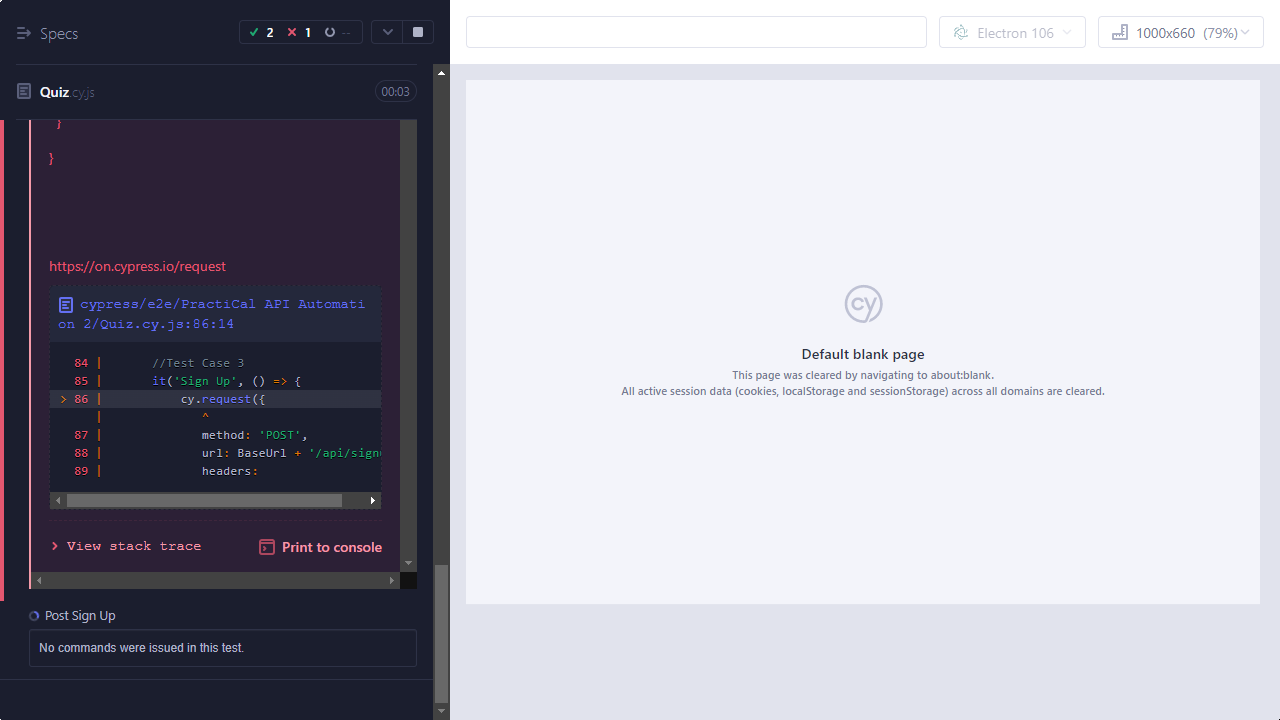 Specs
2
1
--
Electron 106
1000x660 (79%)
Quiz.cy.js
00:03
}
}
https://on.cypress.io/request
cypress/e2e/PractiCal API Automati
on 2/Quiz.cy.js:86:14
84 | //Test Case 3
85 | it('Sign Up', () => {
> 86 | cy.request({
| ^
87 | method: 'POST',
88 | url: BaseUrl + '/api/sign
89 | headers:
> View stack trace
Print to console
Post Sign Up
No commands were issued in this test.
cy
Default blank page
This page was cleared by navigating to about:blank.
All active session data (cookies, localStorage and sessionStorage) across all domains are cleared.